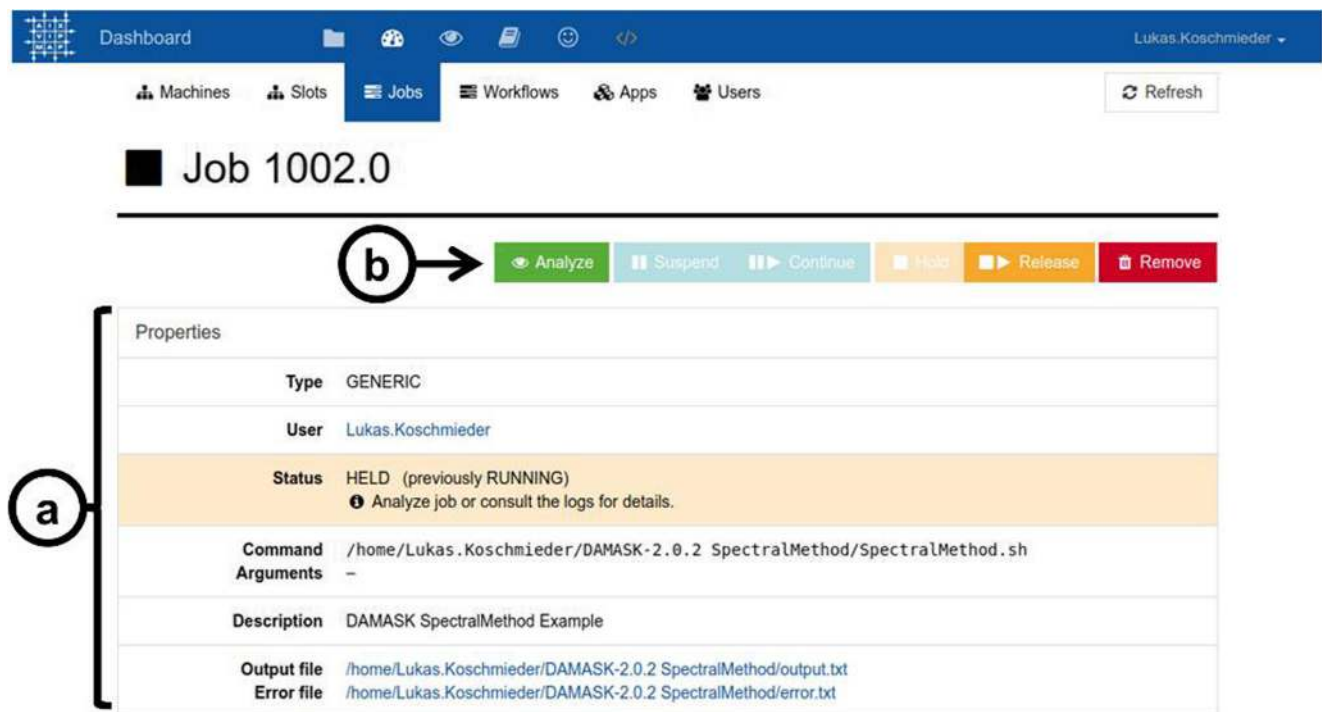 AIX
MAP
Dashboard </> Lukas.Koschmieder
Machines Slots Jobs Workflows Apps Users Refresh
Job 1002.0
b Analyze Suspend Continue Hold Release Remove
Properties
Type GENERIC
User Lukas.Koschmieder
Status HELD (previously RUNNING)
Analyze job or consult the logs for details.
a
Command /home/Lukas.Koschmieder/DAMASK-2.0.2 SpectralMethod/SpectralMethod.sh
Arguments –
Description DAMASK SpectralMethod Example
Output file /home/Lukas.Koschmieder/DAMASK-2.0.2 SpectralMethod/output.txt
Error file /home/Lukas.Koschmieder/DAMASK-2.0.2 SpectralMethod/error.txt